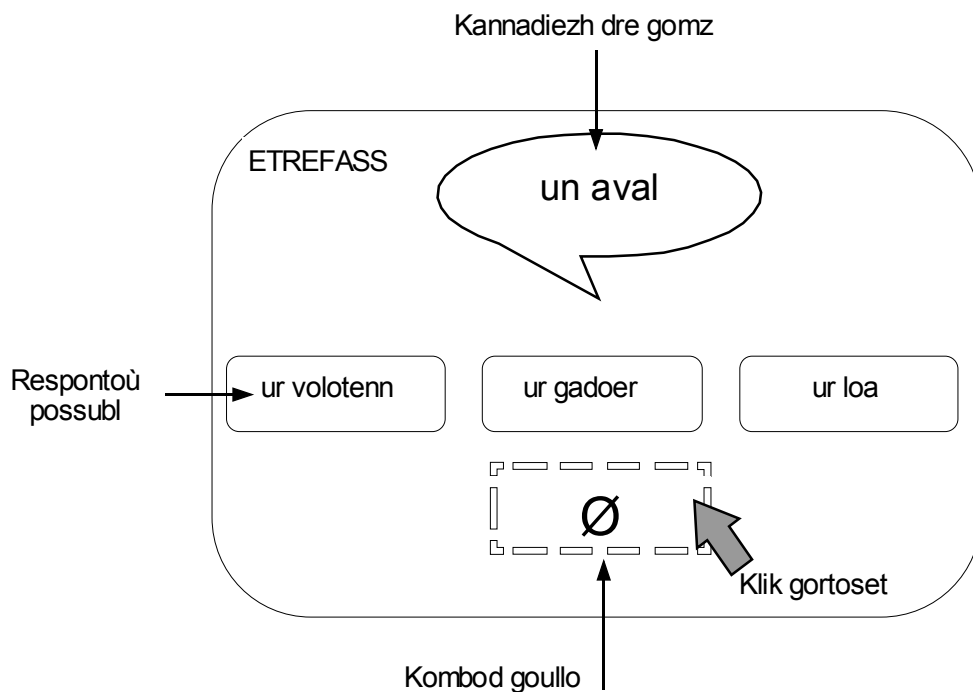 Kannadiezh dre gomz
ETREFASS
un aval
Respontoù
possubl
ur volotenn
ur gadoer
ur loa
Ø
Klik gortoset
Kombod goullo